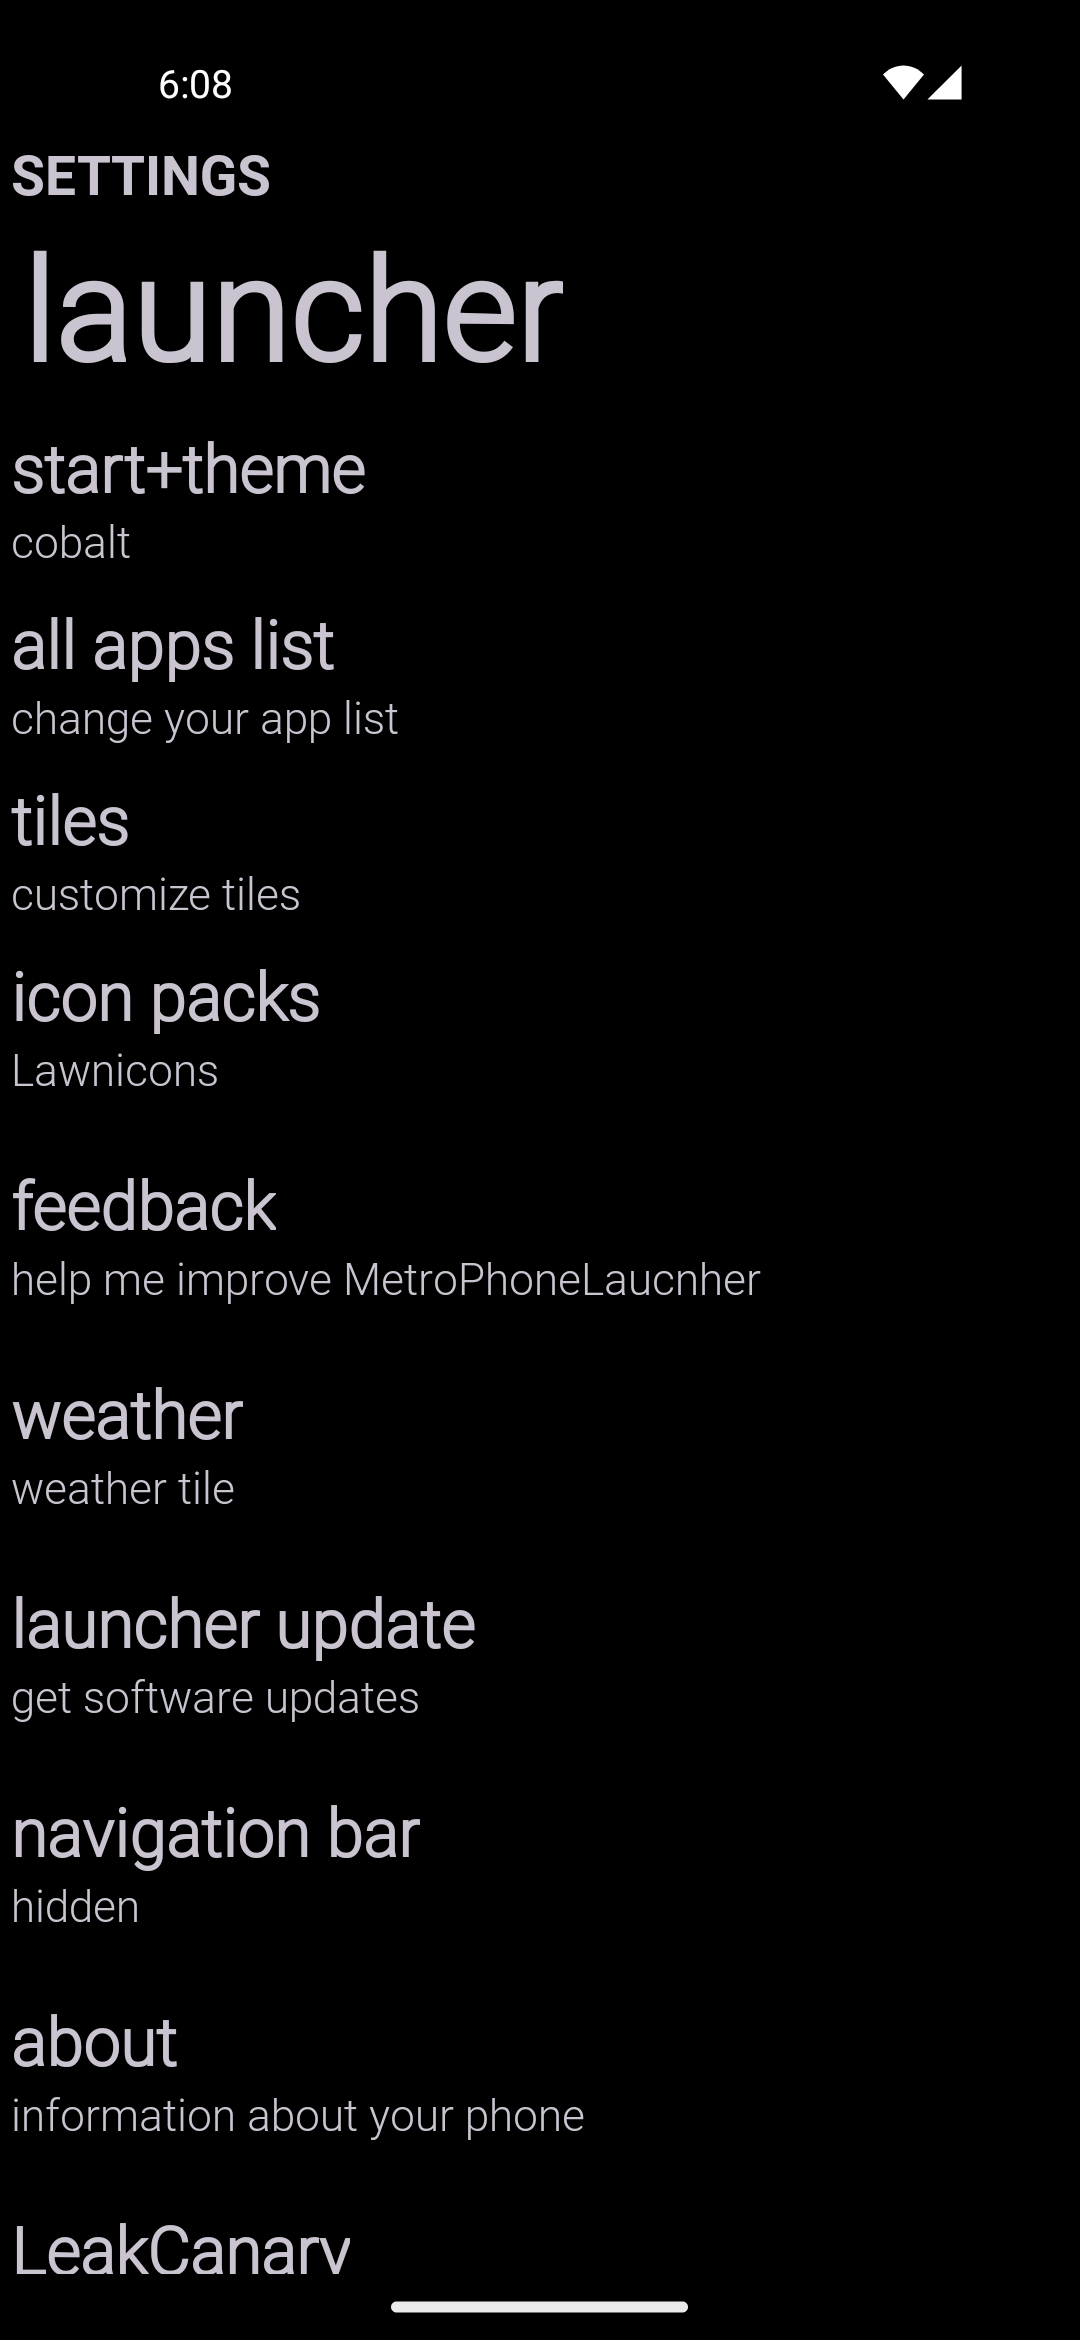 6:08
SETTINGS
launcher
start+theme
cobalt
all apps list
change your app list
tiles
customize tiles
icon packs
Lawnicons
feedback
help me improve MetroPhoneLaucnher
weather
weather tile
launcher update
get software updates
navigation bar
hidden
about
information about your phone
LeakCanary